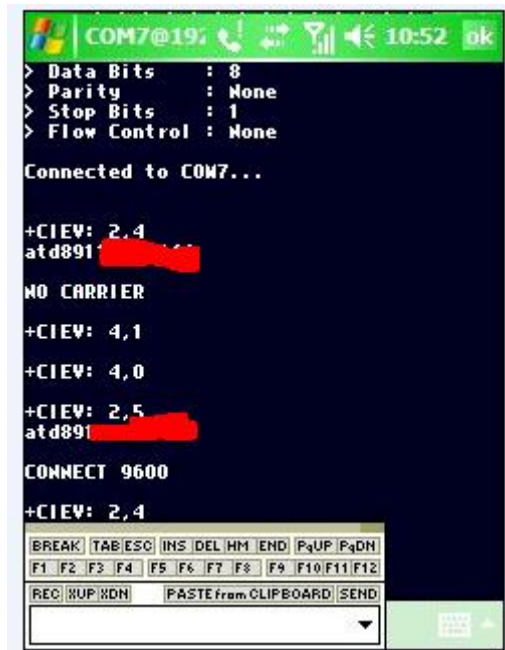 COM7@192 10:52 ok
> Data Bits : 8
> Parity : None
> Stop Bits : 1
> Flow Control : None
Connected to COM7...
+CIEV: 2,4
atd891
NO CARRIER
+CIEV: 4,1
+CIEV: 4,0
+CIEV: 2,5
atd891
CONNECT 9600
+CIEV: 2,4
BREAK TAB ESC INS DEL HM END PqUP PqDN
F1 F2 F3 F4 F5 F6 F7 F8 F9 F10 F11 F12
REC XUP XDN PASTE from CLIPBOARD SEND